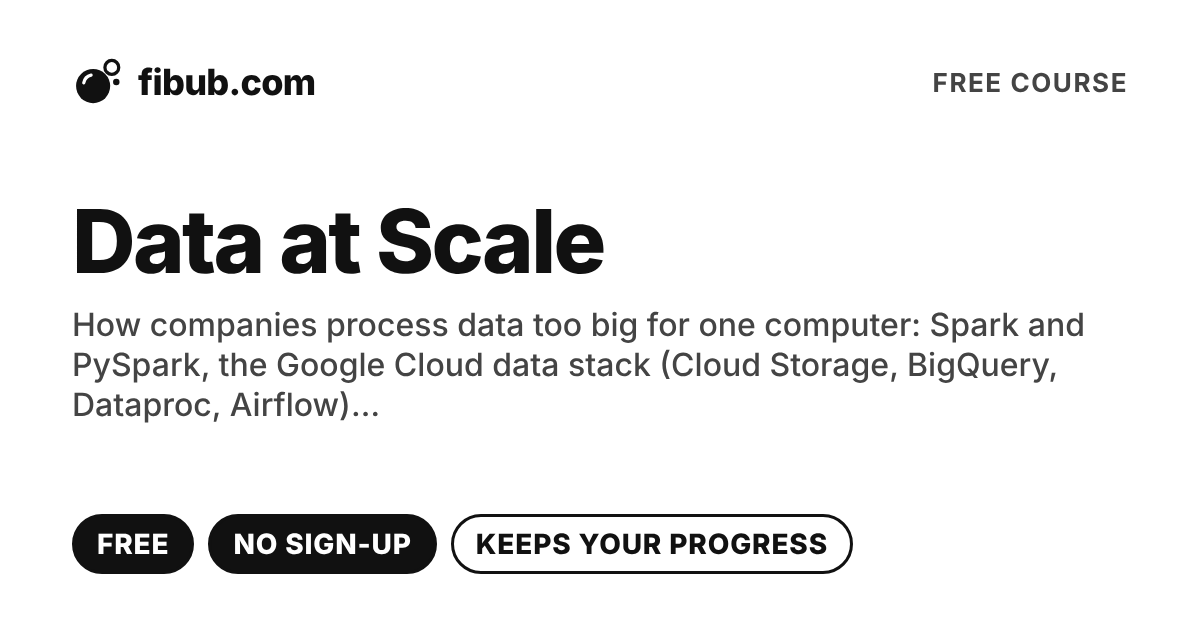 fibub.com
FREE COURSE
Data at Scale
How companies process data too big for one computer: Spark and
PySpark, the Google Cloud data stack (Cloud Storage, BigQuery,
Dataproc, Airflow)...
FREE
NO SIGN-UP
KEEPS YOUR PROGRESS